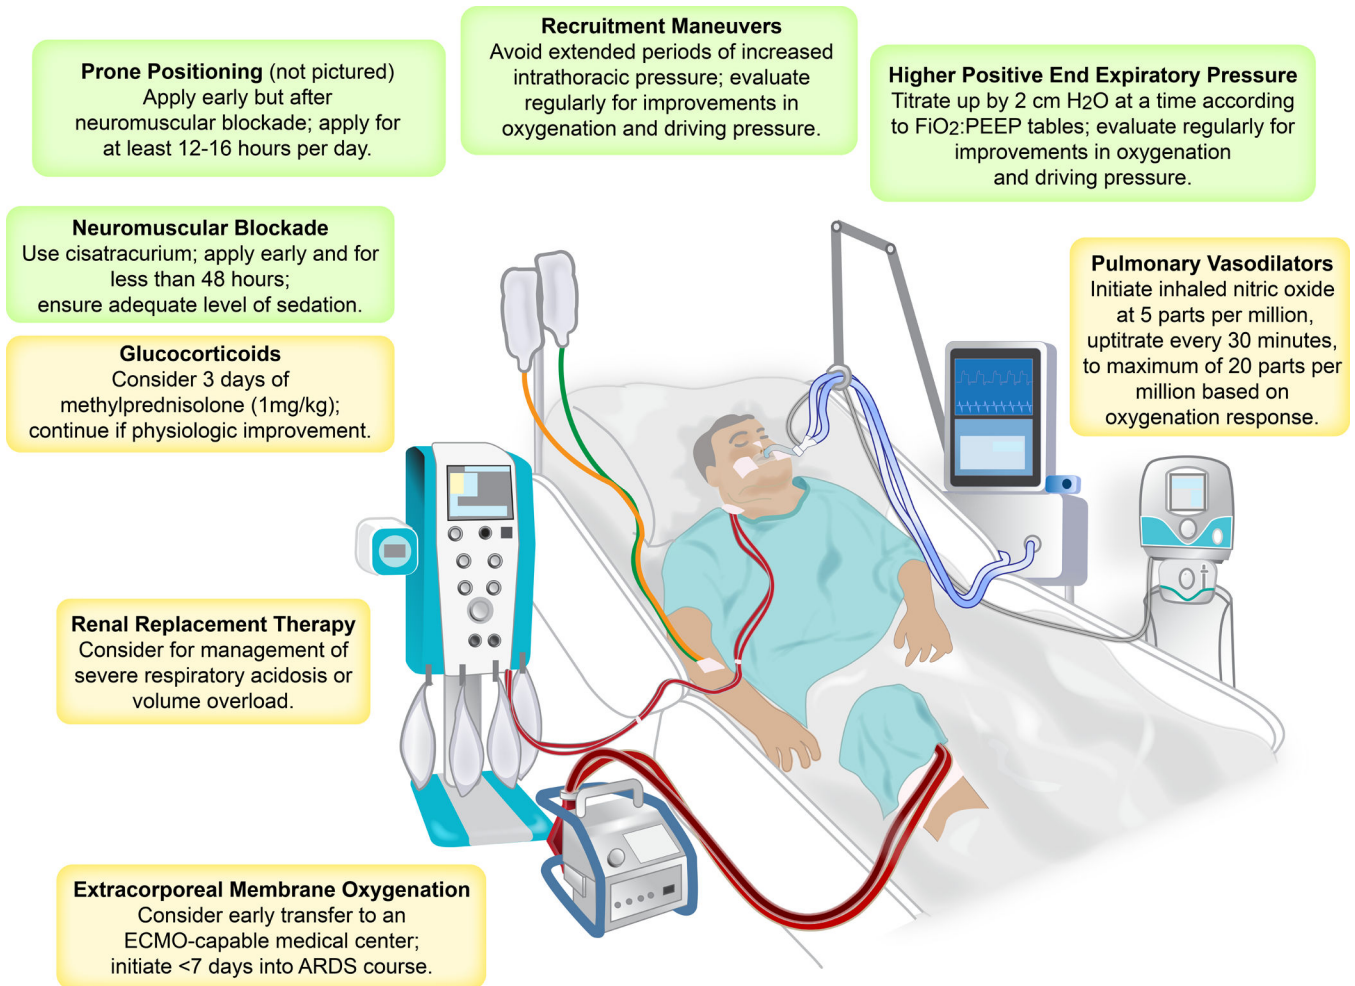 Recruitment Maneuvers
Avoid extended periods of increased
intrathoracic pressure; evaluate
regularly for improvements in
oxygenation and driving pressure.
Prone Positioning (not pictured)
Apply early but after
neuromuscular blockade; apply for
at least 12-16 hours per day.
Higher Positive End Expiratory Pressure
Titrate up by 2 cm H2O at a time according
to FiO2:PEEP tables; evaluate regularly for
improvements in oxygenation
and driving pressure.
Neuromuscular Blockade
Use cisatracurium; apply early and for
less than 48 hours;
ensure adequate level of sedation.
Pulmonary Vasodilators
Initiate inhaled nitric oxide
at 5 parts per million,
uptitrate every 30 minutes,
to maximum of 20 parts per
million based on
oxygenation response.
Glucocorticoids
Consider 3 days of
methylprednisolone (1mg/kg);
continue if physiologic improvement.
Renal Replacement Therapy
Consider for management of
severe respiratory acidosis or
volume overload.
Extracorporeal Membrane Oxygenation
Consider early transfer to an
ECMO-capable medical center;
initiate <7 days into ARDS course.